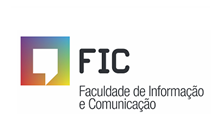 FIC
Faculdade de Informação
e Comunicação